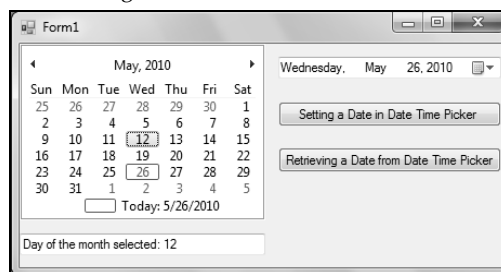 Form1
May, 2010
Sun Mon Tue Wed Thu Fri Sat
25 26 27 28 29 30 1
2 3 4 5 6 7 8
9 10 11 12 13 14 15
16 17 18 19 20 21 22
23 24 25 26 27 28 29
30 31 1 2 3 4 5
Today: 5/26/2010
Day of the month selected: 12
Wednesday, May 26, 2010
Setting a Date in Date Time Picker
Retrieving a Date from Date Time Picker